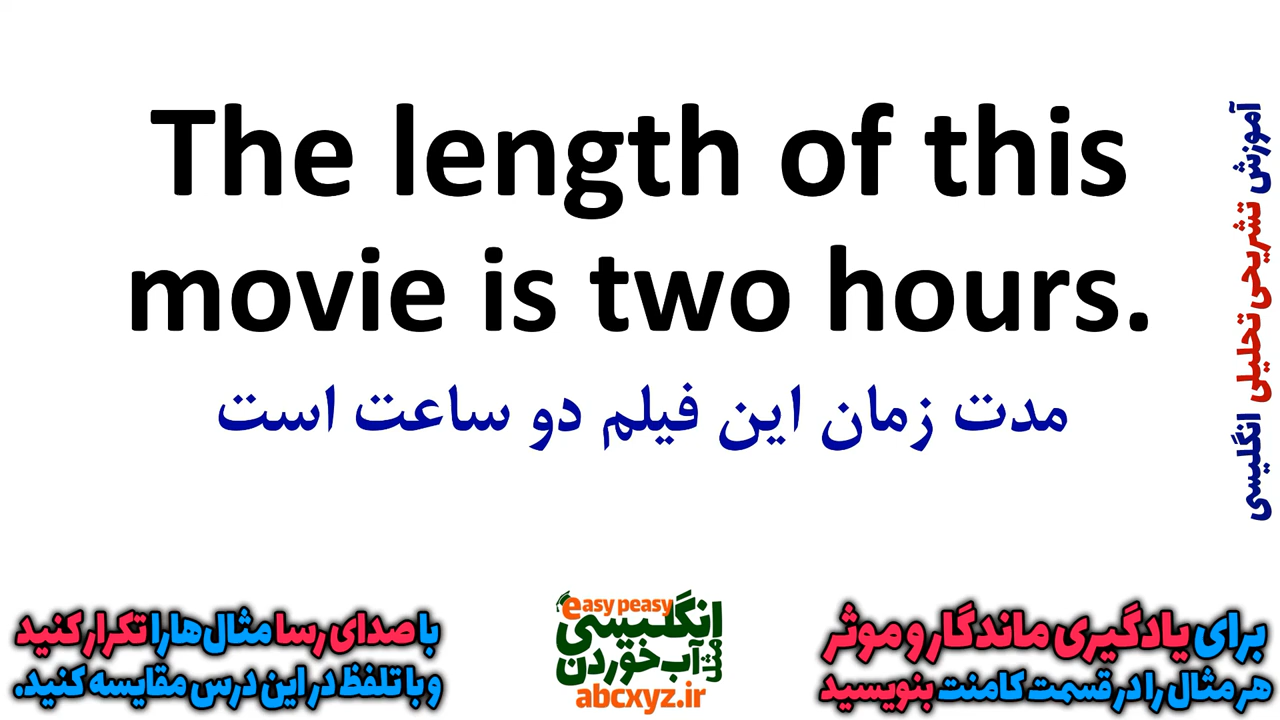 The length of this
movie is two hours.
مدت زمان این فیلم دو ساعت است
آموزش تشریحی تحلیلی انگلیسی
برای یادگیری ماندگار و موثر
هر مثال را در قسمت کامنت بنویسید
easy peasy
انگلیسی
مثل آب خوردن
abcxyz.ir
با صدای رسا مثال‌ها را تکرار کنید
و با تلفظ در این درس مقایسه کنید.